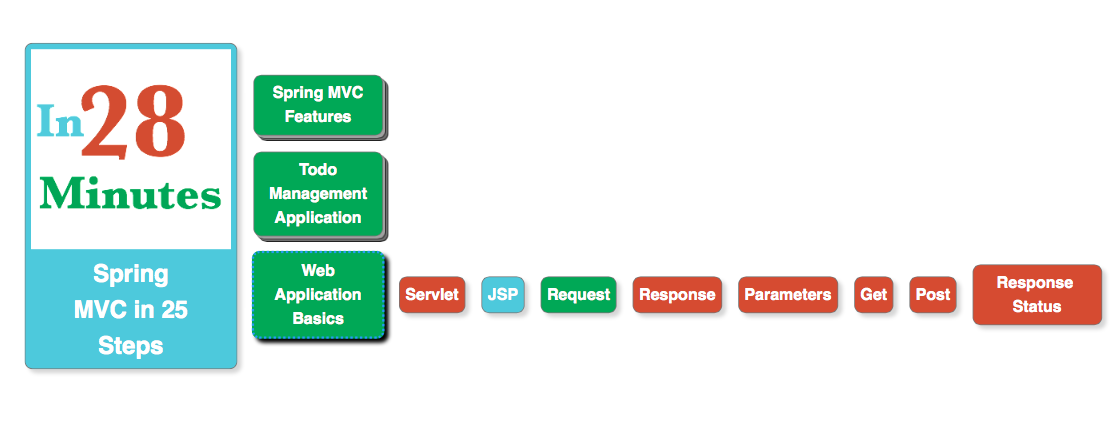 In28
Minutes
Spring
MVC in 25
Steps
Spring MVC
Features
Todo
Management
Application
Web
Application
Basics
Servlet
JSP
Request
Response
Parameters
Get
Post
Response
Status